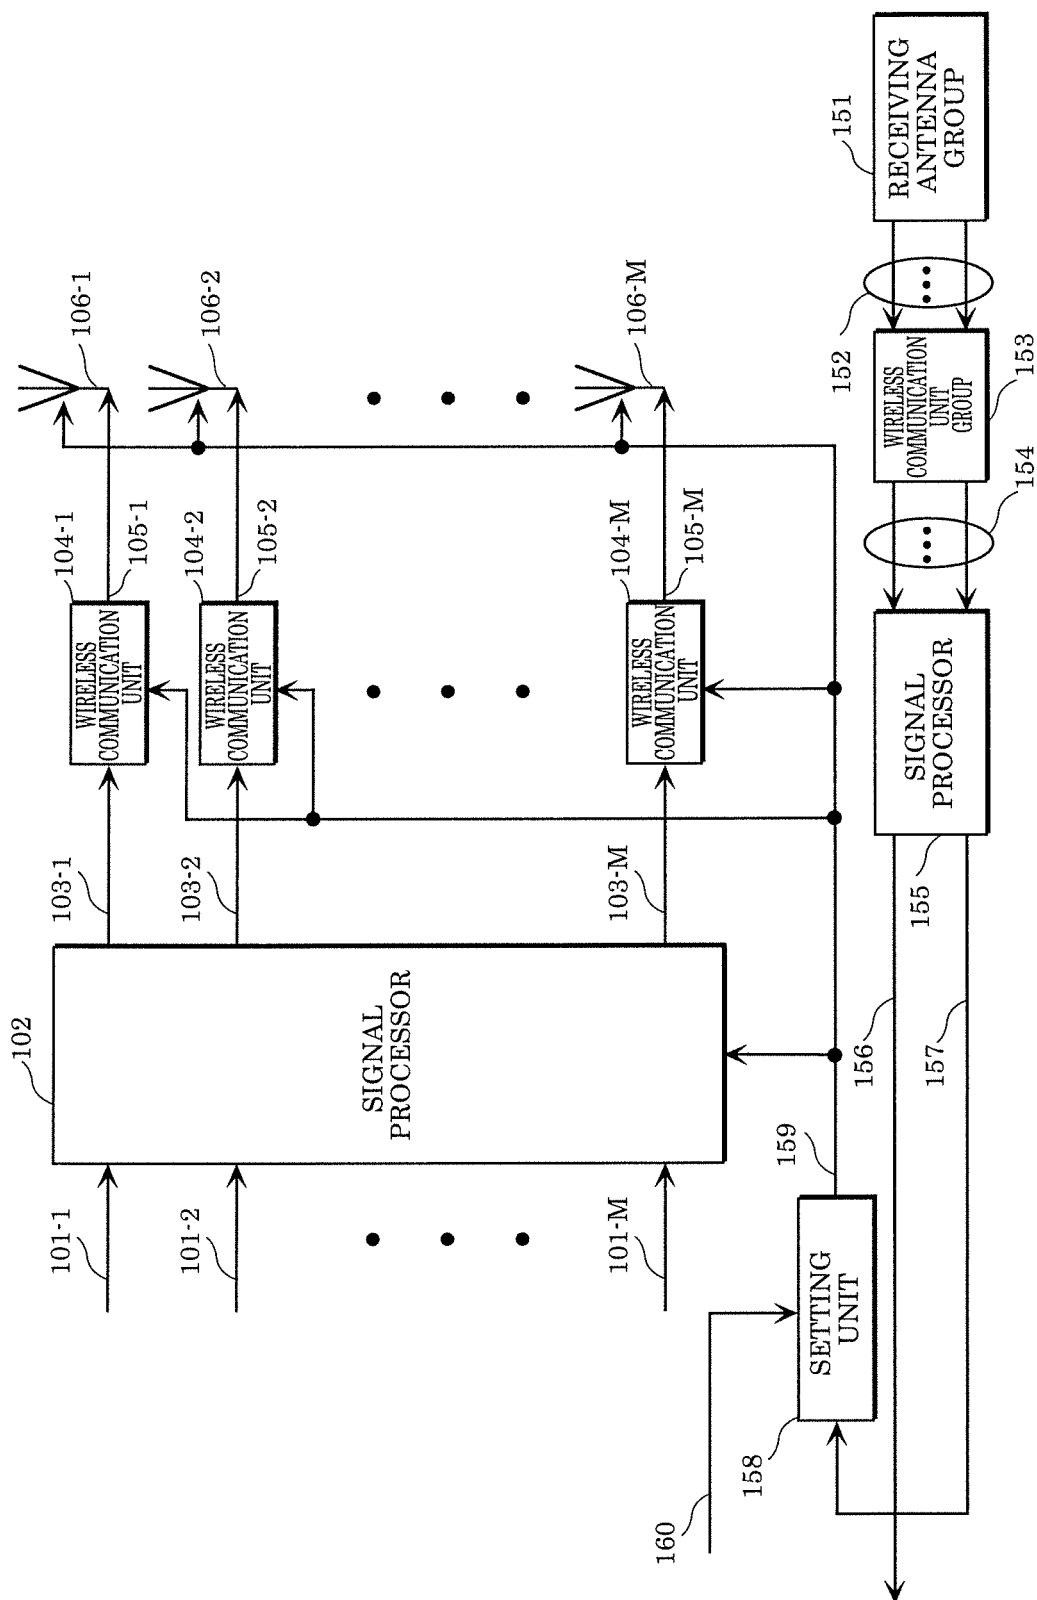 101-1
101-2
101-M
102
SIGNAL
PROCESSOR
103-1
103-2
103-M
104-1
WIRELESS
COMMUNICATION
UNIT
105-1
106-1
104-2
WIRELESS
COMMUNICATION
UNIT
105-2
106-2
104-M
WIRELESS
COMMUNICATION
UNIT
105-M
106-M
160
158
SETTING
UNIT
159
156
157
155
SIGNAL
PROCESSOR
154
153
WIRELESS
COMMUNICATION
UNIT
GROUP
152
151
RECEIVING
ANTENNA
GROUP